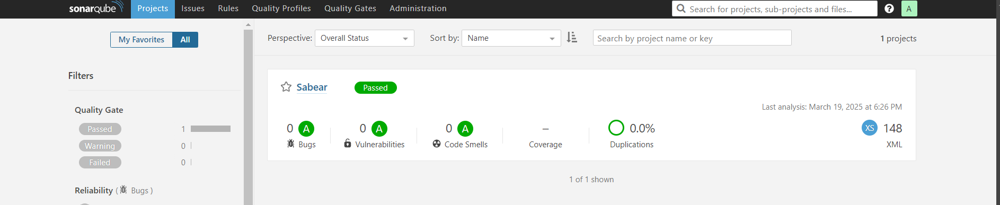 sonarqube Projects Issues Rules Quality Profiles Quality Gates Administration Search for projects, sub-projects and files... ? A
My Favorites All
Perspective: Overall Status Sort by: Name Search by project name or key 1 projects
Filters
Quality Gate
Passed 1
Warning 0
Failed 0
Reliability ( Bugs )
Sabear Passed
Last analysis: March 19, 2025 at 6:26 PM
0 A 0 A 0 A – 0.0% XS 148
Bugs Vulnerabilities Code Smells Coverage Duplications XML
1 of 1 shown